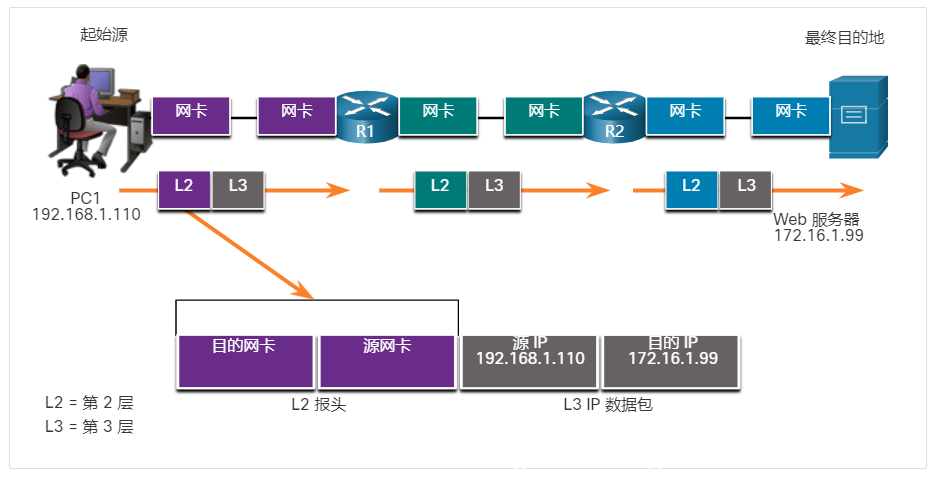 起始源
最终目的地
网卡
网卡
R1
网卡
网卡
R2
网卡
网卡
L2
L3
L2
L3
L2
L3
PC1
192.168.1.110
Web 服务器
172.16.1.99
目的网卡
源网卡
源 IP
192.168.1.110
目的 IP
172.16.1.99
L2 = 第 2 层
L3 = 第 3 层
L2 报头
L3 IP 数据包